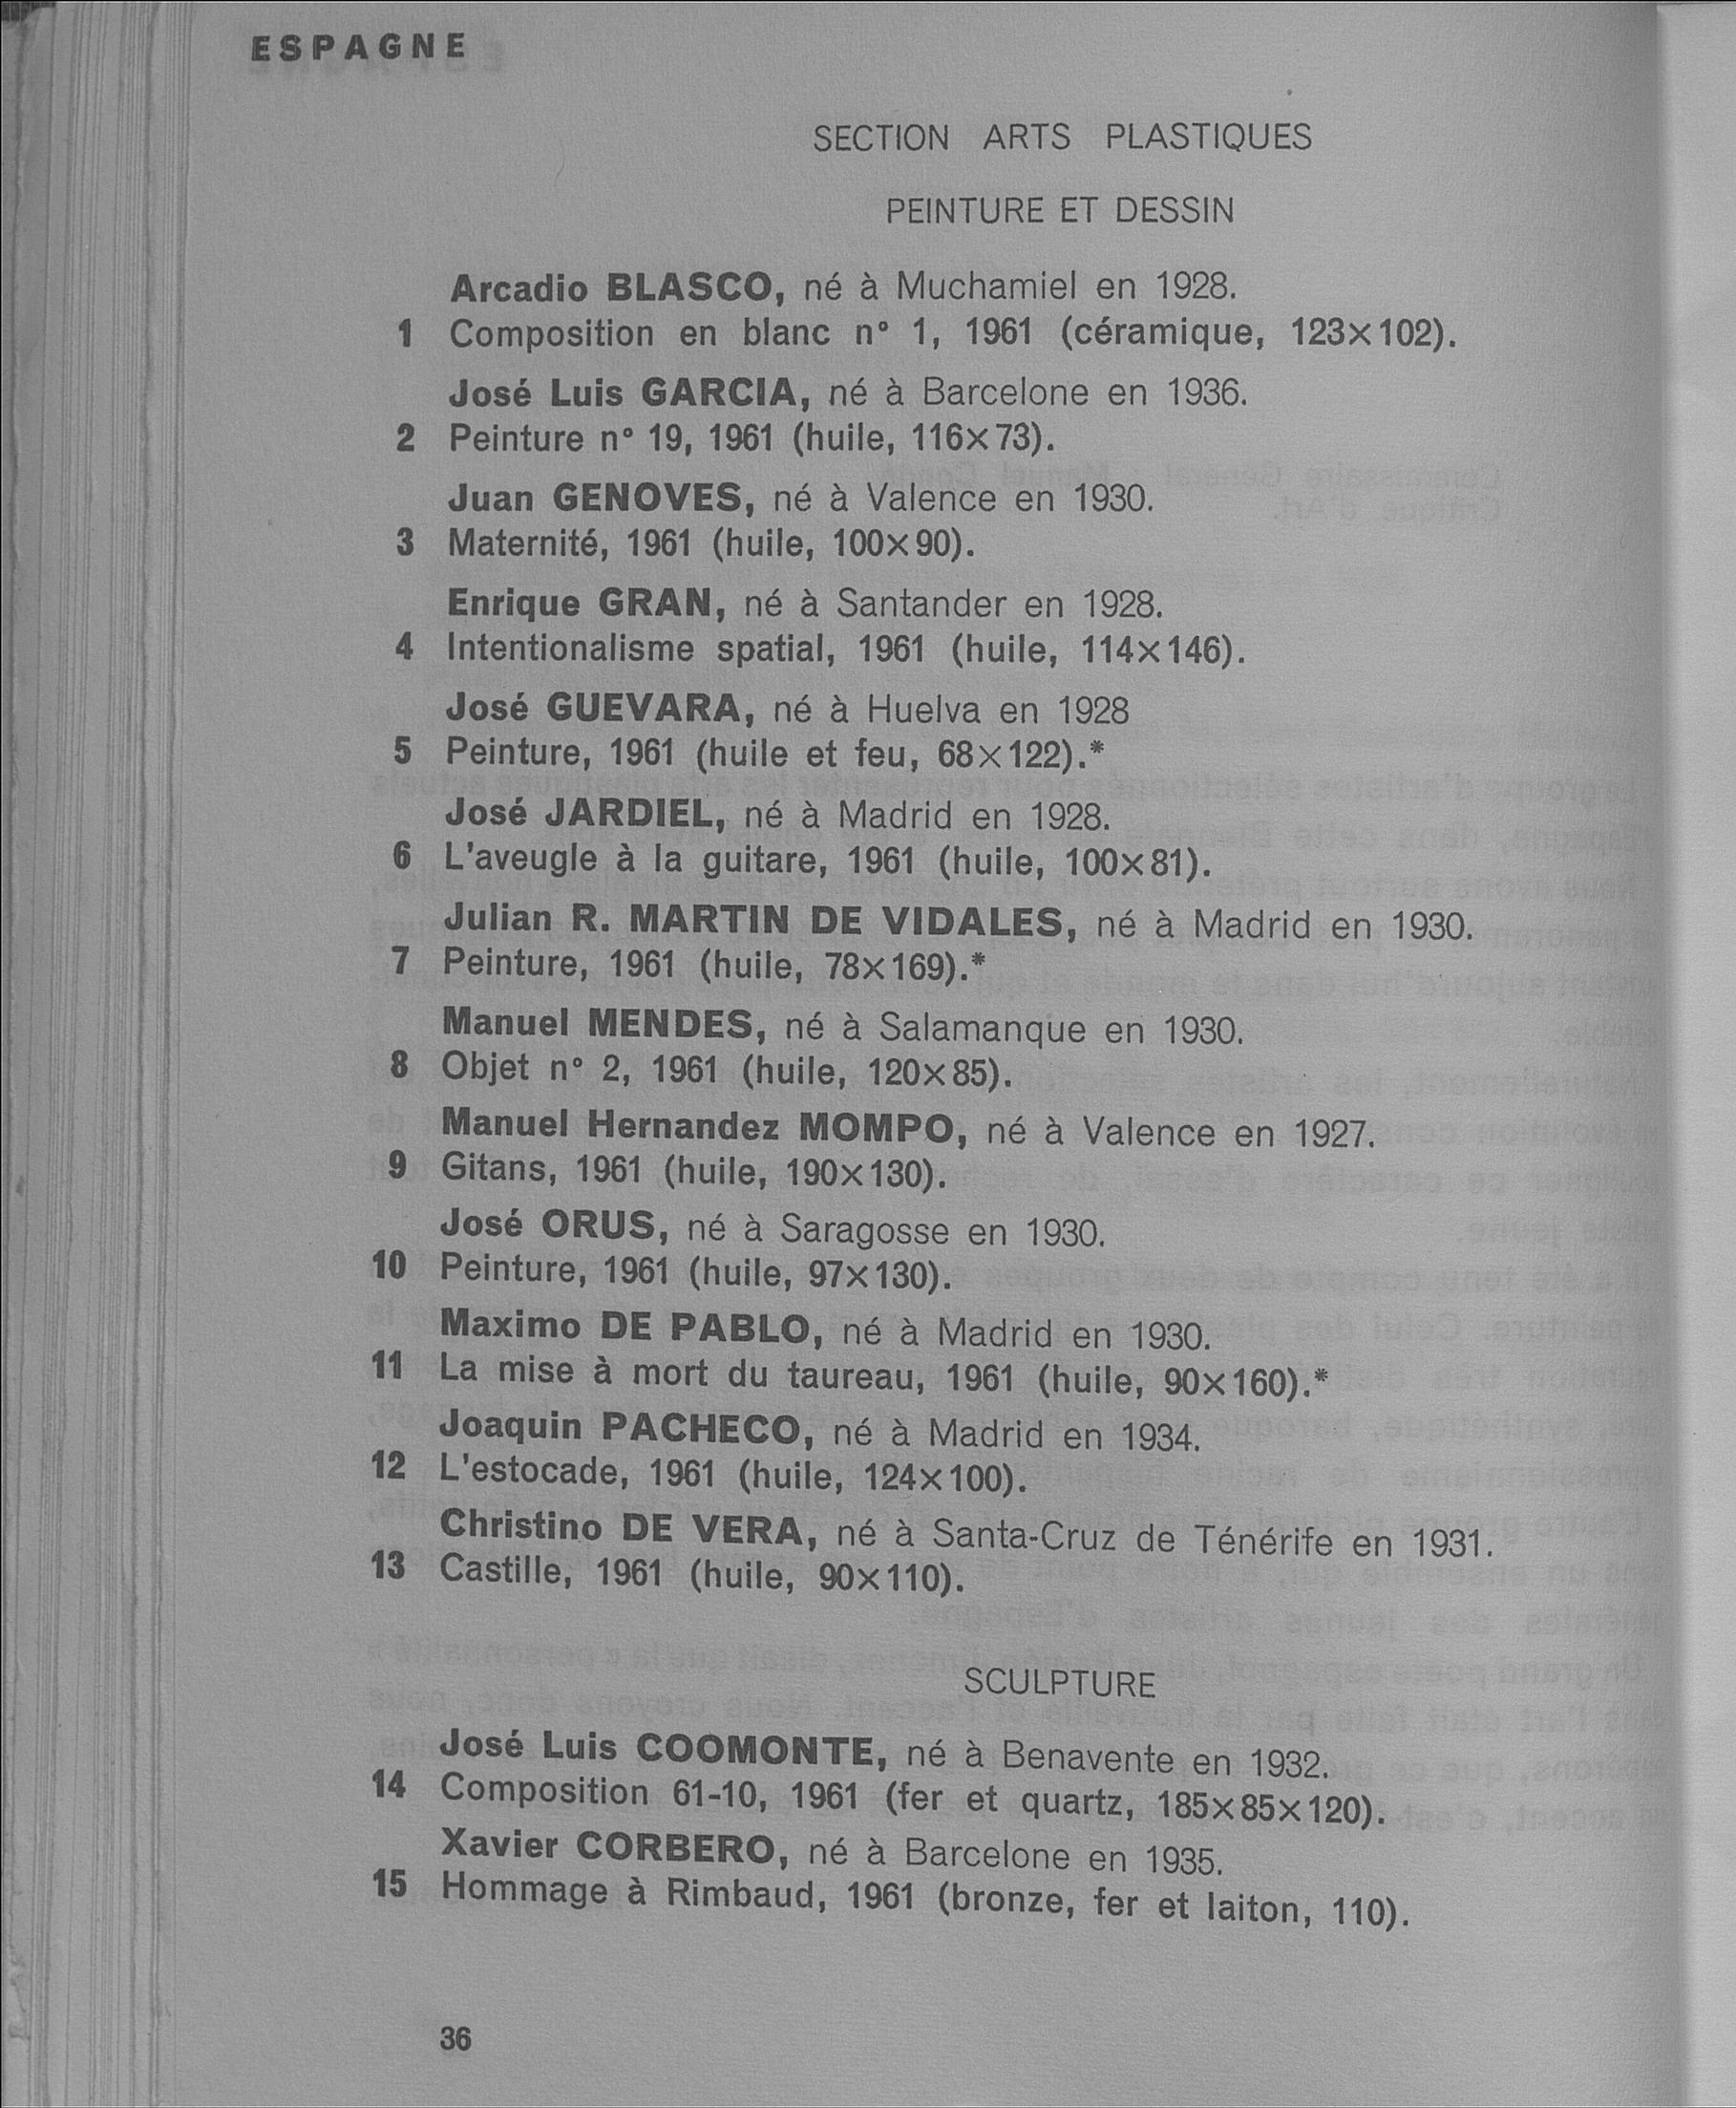 ESPAGNE
SECTION ARTS PLASTIQUES
PEINTURE ET DESSIN
Arcadio BLASCO, né à Muchamiel en 1928.
1 Composition en blanc n° 1, 1961 (céramique, 123×102).
José Luis GARCIA, né à Barcelone en 1936.
2 Peinture n° 19, 1961 (huile, 116×73).
Juan GENOVES, né à Valence en 1930.
3 Maternité, 1961 (huile, 100×90).
Enrique GRAN, né à Santander en 1928.
4 Intentionalisme spatial, 1961 (huile, 114×146).
José GUEVARA, né à Huelva en 1928
5 Peinture, 1961 (huile et feu, 68×122).*
José JARDIEL, né à Madrid en 1928.
6 L'aveugle à la guitare, 1961 (huile, 100×81).
Julian R. MARTIN DE VIDALES, né à Madrid en 1930.
7 Peinture, 1961 (huile, 78×169).*
Manuel MENDES, né à Salamanque en 1930.
8 Objet n° 2, 1961 (huile, 120×85).
Manuel Hernandez MOMPO, né à Valence en 1927.
9 Gitans, 1961 (huile, 190×130).
José ORUS, né à Saragosse en 1930.
10 Peinture, 1961 (huile, 97×130).
Maximo DE PABLO, né à Madrid en 1930.
11 La mise à mort du taureau, 1961 (huile, 90×160).*
Joaquin PACHECO, né à Madrid en 1934.
12 L'estocade, 1961 (huile, 124×100).
Christino DE VERA, né à Santa-Cruz de Ténérife en 1931.
13 Castille, 1961 (huile, 90×110).
SCULPTURE
José Luis COOMONTE, né à Benavente en 1932.
14 Composition 61-10, 1961 (fer et quartz, 185×85×120).
Xavier CORBERO, né à Barcelone en 1935.
15 Hommage à Rimbaud, 1961 (bronze, fer et laiton, 110).
36